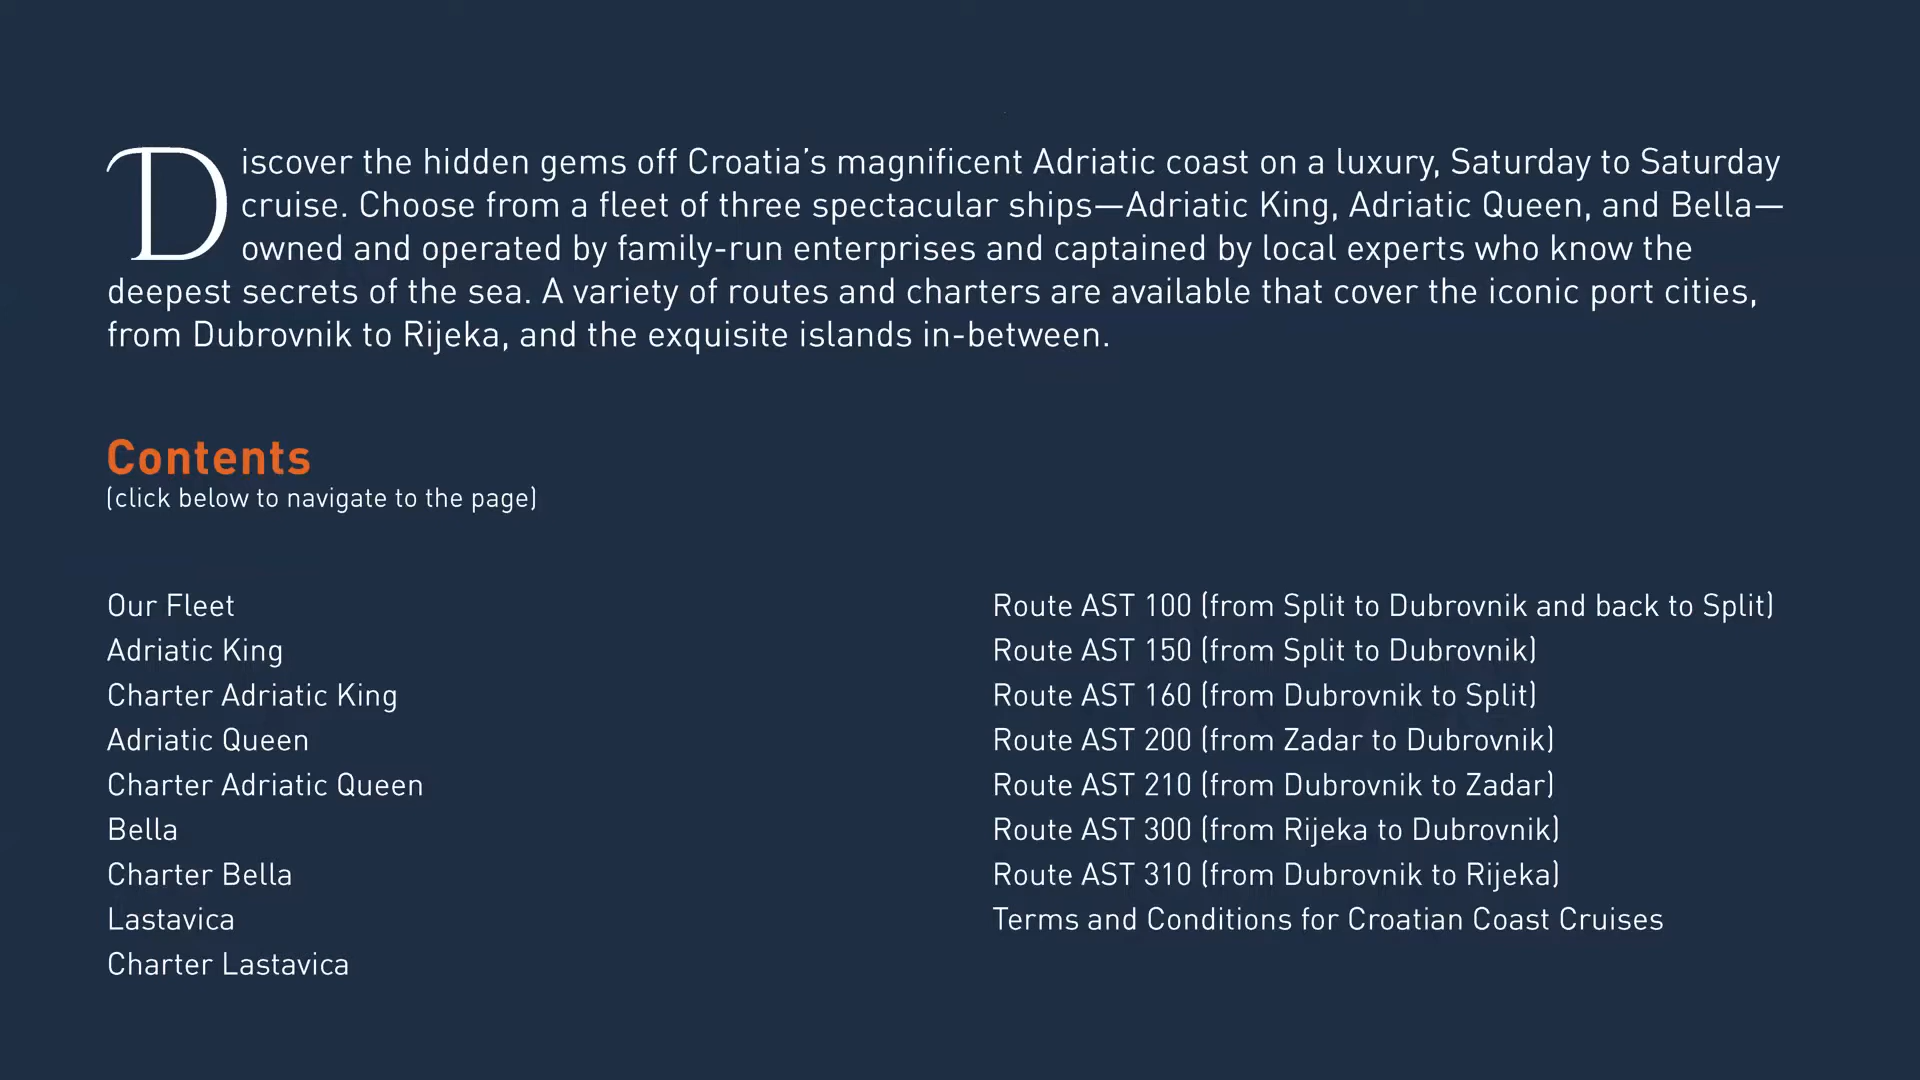 Discover the hidden gems off Croatia’s magnificent Adriatic coast on a luxury, Saturday to Saturday
cruise. Choose from a fleet of three spectacular ships—Adriatic King, Adriatic Queen, and Bella—
owned and operated by family-run enterprises and captained by local experts who know the
deepest secrets of the sea. A variety of routes and charters are available that cover the iconic port cities,
from Dubrovnik to Rijeka, and the exquisite islands in-between.
Contents
(click below to navigate to the page)
Our Fleet
Adriatic King
Charter Adriatic King
Adriatic Queen
Charter Adriatic Queen
Bella
Charter Bella
Lastavica
Charter Lastavica
Route AST 100 (from Split to Dubrovnik and back to Split)
Route AST 150 (from Split to Dubrovnik)
Route AST 160 (from Dubrovnik to Split)
Route AST 200 (from Zadar to Dubrovnik)
Route AST 210 (from Dubrovnik to Zadar)
Route AST 300 (from Rijeka to Dubrovnik)
Route AST 310 (from Dubrovnik to Rijeka)
Terms and Conditions for Croatian Coast Cruises